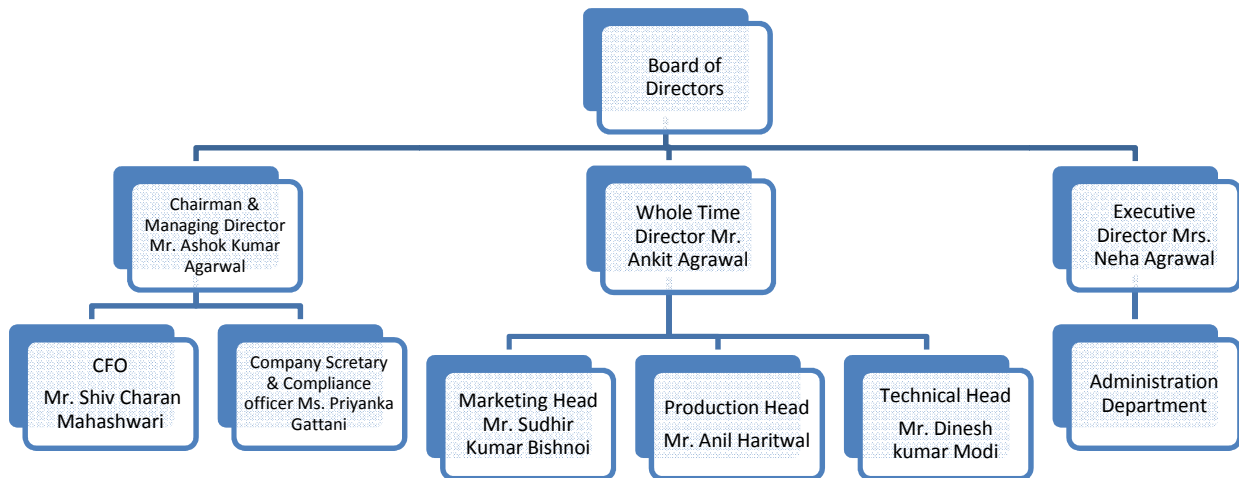 Board of
Directors
Chairman &
Managing Director
Mr. Ashok Kumar
Agarwal
Whole Time
Director Mr.
Ankit Agrawal
Executive
Director Mrs.
Neha Agrawal
CFO
Mr. Shiv Charan
Mahashwari
Company Scretary
& Compliance
officer Ms. Priyanka
Gattani
Marketing Head
Mr. Sudhir
Kumar Bishnoi
Production Head
Mr. Anil Haritwal
Technical Head
Mr. Dinesh
kumar Modi
Administration
Department